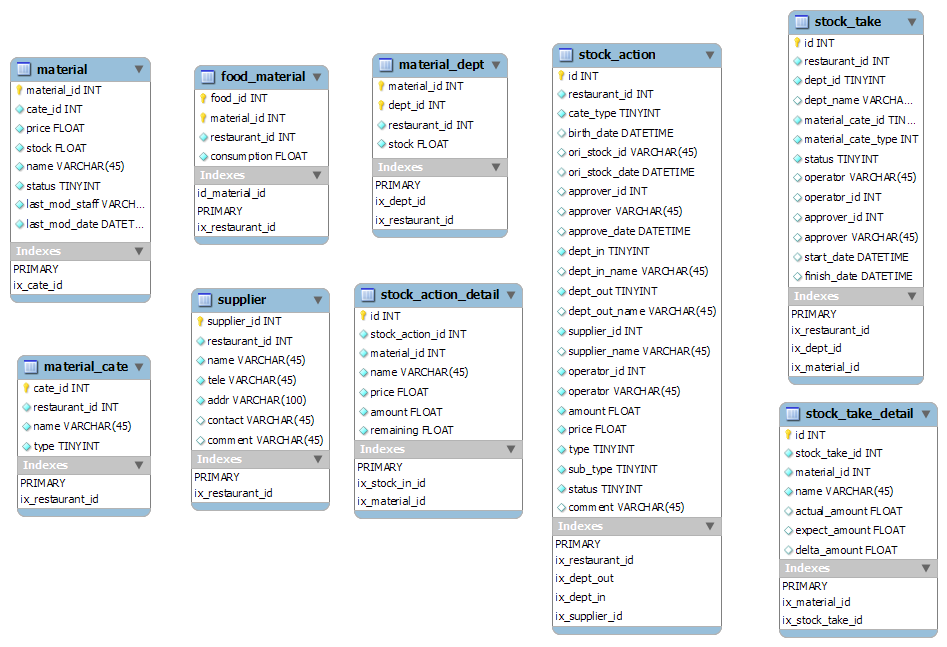 material
material_id INT
cate_id INT
price FLOAT
stock FLOAT
name VARCHAR(45)
status TINYINT
last_mod_staff VARCH...
last_mod_date DATET...
Indexes
PRIMARY
ix_cate_id
food_material
food_id INT
material_id INT
restaurant_id INT
consumption FLOAT
Indexes
id_material_id
PRIMARY
ix_restaurant_id
material_dept
material_id INT
dept_id INT
restaurant_id INT
stock FLOAT
Indexes
PRIMARY
ix_dept_id
ix_restaurant_id
stock_action
id INT
restaurant_id INT
cate_type TINYINT
birth_date DATETIME
ori_stock_id VARCHAR(45)
ori_stock_date DATETIME
approver_id INT
approver VARCHAR(45)
approve_date DATETIME
dept_in TINYINT
dept_in_name VARCHAR(45)
dept_out TINYINT
dept_out_name VARCHAR(45)
supplier_id INT
supplier_name VARCHAR(45)
operator_id INT
operator VARCHAR(45)
amount FLOAT
price FLOAT
type TINYINT
sub_type TINYINT
status TINYINT
comment VARCHAR(45)
Indexes
PRIMARY
ix_restaurant_id
ix_dept_out
ix_dept_in
ix_supplier_id
stock_take
id INT
restaurant_id INT
dept_id TINYINT
dept_name VARCHA...
material_cate_id TIN...
material_cate_type INT
status TINYINT
operator VARCHAR(45)
operator_id INT
approver_id INT
approver VARCHAR(45)
start_date DATETIME
finish_date DATETIME
Indexes
PRIMARY
ix_restaurant_id
ix_dept_id
ix_material_id
material_cate
cate_id INT
restaurant_id INT
name VARCHAR(45)
type TINYINT
Indexes
PRIMARY
ix_restaurant_id
supplier
supplier_id INT
restaurant_id INT
name VARCHAR(45)
tele VARCHAR(45)
addr VARCHAR(100)
contact VARCHAR(45)
comment VARCHAR(45)
Indexes
PRIMARY
ix_restaurant_id
stock_action_detail
id INT
stock_action_id INT
material_id INT
name VARCHAR(45)
price FLOAT
amount FLOAT
remaining FLOAT
Indexes
PRIMARY
ix_stock_in_id
ix_material_id
stock_take_detail
id INT
stock_take_id INT
material_id INT
name VARCHAR(45)
actual_amount FLOAT
expect_amount FLOAT
delta_amount FLOAT
Indexes
PRIMARY
ix_material_id
ix_stock_take_id